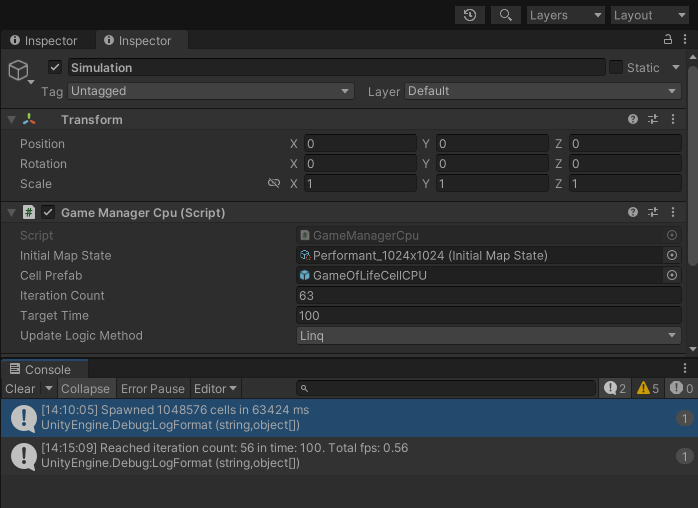 Layers
Layout
Inspector
Inspector
Simulation
Static
Tag Untagged Layer Default
Transform
Position X 0 Y 0 Z 0
Rotation X 0 Y 0 Z 0
Scale X 1 Y 1 Z 1
Game Manager Cpu (Script)
Script GameManagerCpu
Initial Map State Performant_1024x1024 (Initial Map State)
Cell Prefab GameOfLifeCellCPU
Iteration Count 63
Target Time 100
Update Logic Method Linq
Console
Clear Collapse Error Pause Editor 2 5 0
[14:10:05] Spawned 1048576 cells in 63424 ms
UnityEngine.Debug:LogFormat (string,object[])
1
[14:15:09] Reached iteration count: 56 in time: 100. Total fps: 0.56
UnityEngine.Debug:LogFormat (string,object[])
1